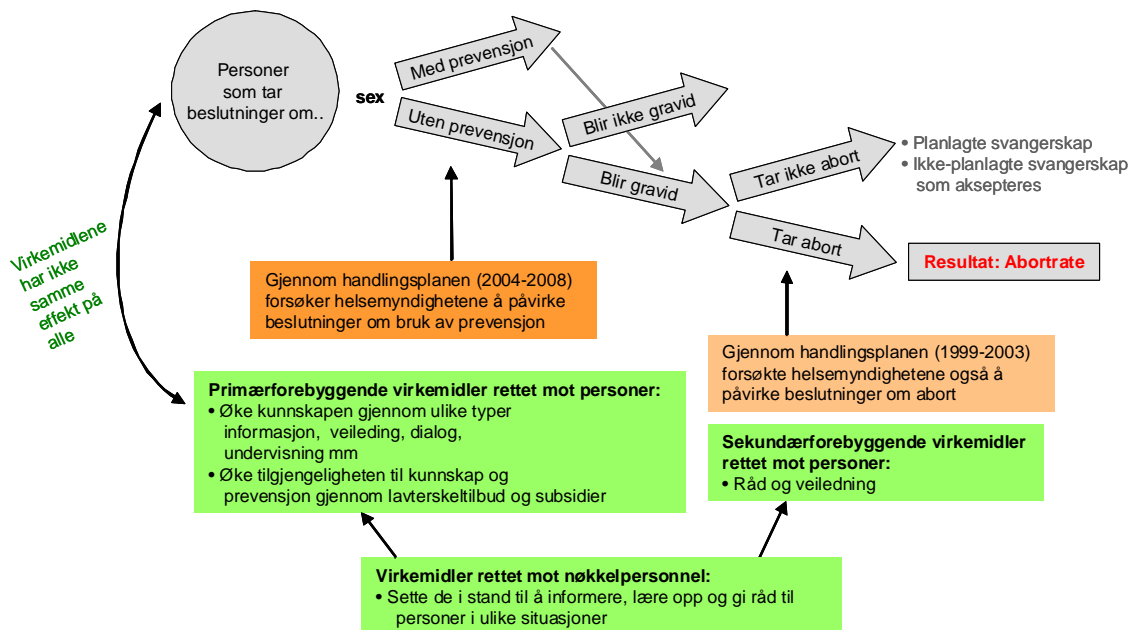 Personer
som tar
beslutninger om..
sex
Med prevensjon
Uten prevensjon
Blir ikke gravid
Blir gravid
Tar ikke abort
Tar abort
• Planlagte svangerskap
• Ikke-planlagte svangerskap
som aksepteres
Resultat: Abortrate
Virkemidlene
har ikke
samme
effekt på
alle
Gjennom handlingsplanen (2004-2008)
forsøker helsemyndighetene å påvirke
beslutninger om bruk av prevensjon
Gjennom handlingsplanen (1999-2003)
forsøkte helsemyndighetene også å
påvirke beslutninger om abort
Primærforebyggende virkemidler rettet mot personer:
• Øke kunnskapen gjennom ulike typer
informasjon, veileding, dialog,
undervisning mm
• Øke tilgjengeligheten til kunnskap og
prevensjon gjennom lavterskeltilbud og subsidier
Sekundærforebyggende virkemidler
rettet mot personer:
• Råd og veiledning
Virkemidler rettet mot nøkkelpersonnel:
• Sette de i stand til å informere, lære opp og gi råd til
personer i ulike situasjoner